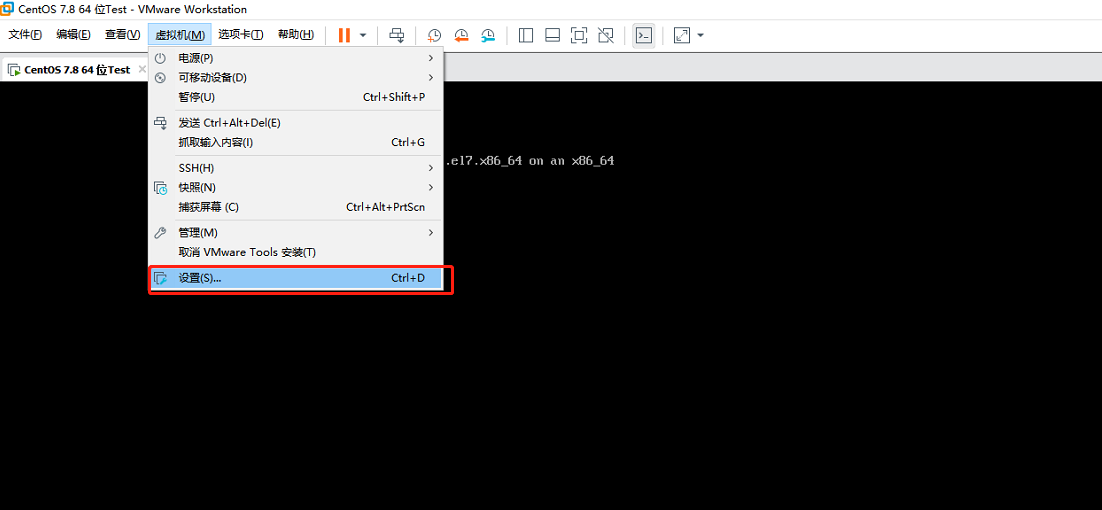 CentOS 7.8 64 位Test - VMware Workstation
文件(F) 编辑(E) 查看(V) 虚拟机(M) 选项卡(T) 帮助(H)
CentOS 7.8 64 位Test
电源(P)
可移动设备(D)
暂停(U) Ctrl+Shift+P
发送 Ctrl+Alt+Del(E)
抓取输入内容(I) Ctrl+G
.el7.x86_64 on an x86_64
SSH(H)
快照(N)
捕获屏幕 (C) Ctrl+Alt+PrtScn
管理(M)
取消 VMware Tools 安装(T)
设置(S)... Ctrl+D